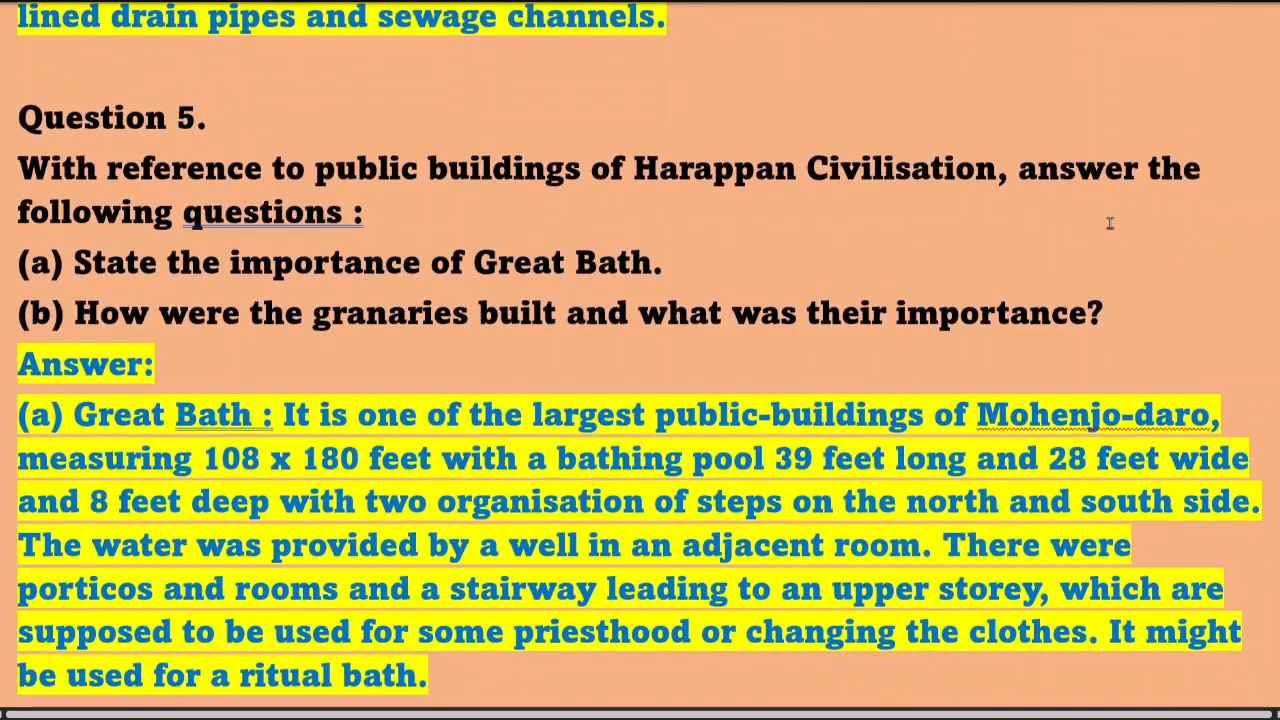 lined drain pipes and sewage channels.
Question 5.
With reference to public buildings of Harappan Civilisation, answer the
following questions :
(a) State the importance of Great Bath.
(b) How were the granaries built and what was their importance?
Answer:
(a) Great Bath : It is one of the largest public-buildings of Mohenjo-daro,
measuring 108 x 180 feet with a bathing pool 39 feet long and 28 feet wide
and 8 feet deep with two organisation of steps on the north and south side.
The water was provided by a well in an adjacent room. There were
porticos and rooms and a stairway leading to an upper storey, which are
supposed to be used for some priesthood or changing the clothes. It might
be used for a ritual bath.